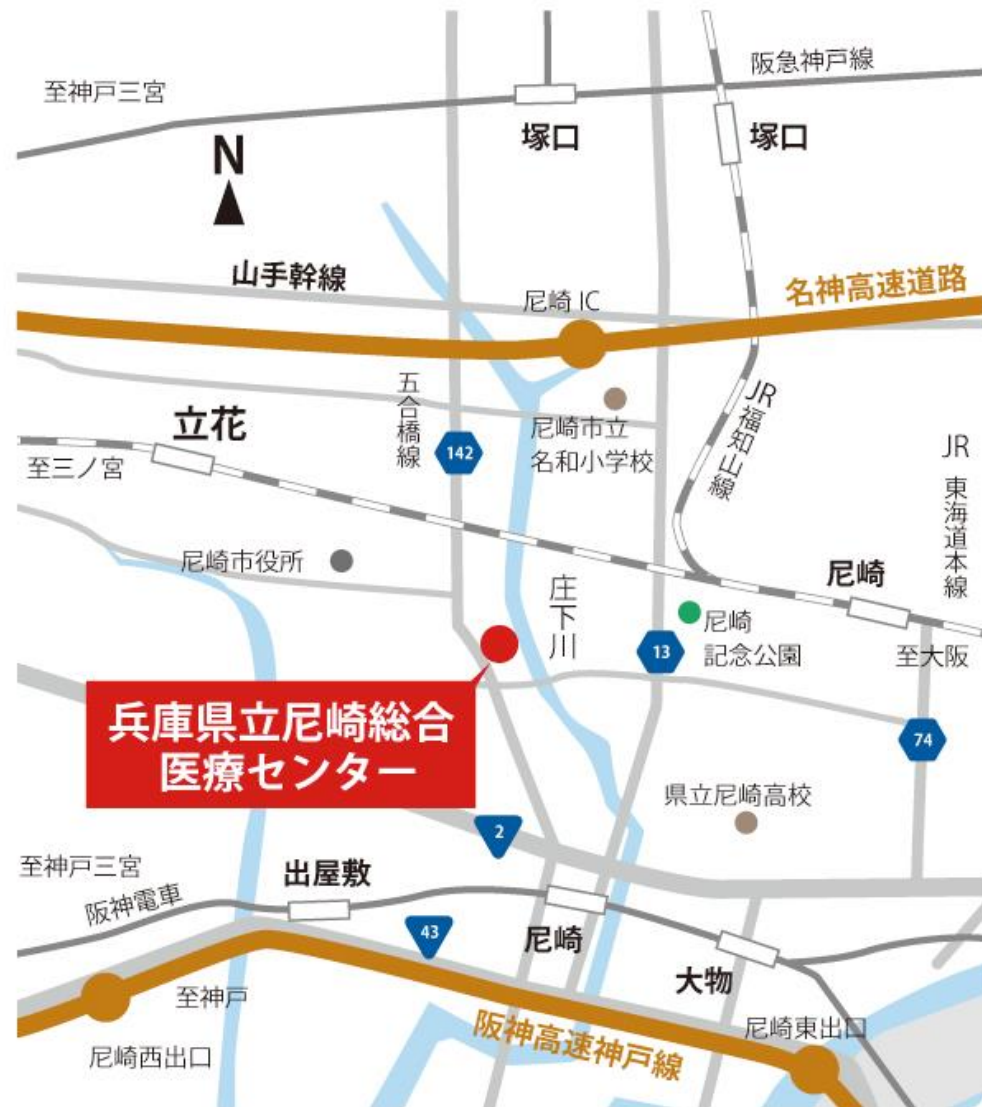 阪急神戸線
至神戸三宮
塚口
塚口
N
山手幹線
名神高速道路
尼崎 IC
五合橋線
JR福知山線
立花
尼崎市立
名和小学校
142
JR
東海道本線
至三ノ宮
尼崎市役所
庄下川
尼崎
尼崎
記念公園
13
至大阪
兵庫県立尼崎総合
医療センター
74
県立尼崎高校
2
至神戸三宮
出屋敷
阪神電車
43
尼崎
大物
至神戸
阪神高速神戸線
尼崎東出口
尼崎西出口